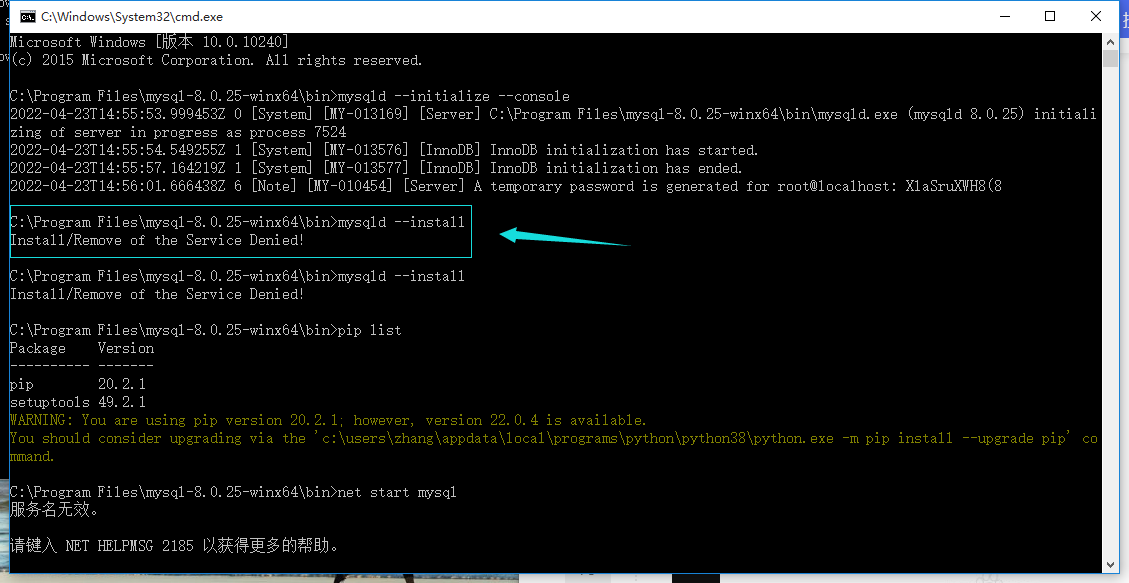 C:\Windows\System32\cmd.exe
Microsoft Windows [版本 10.0.10240]
(c) 2015 Microsoft Corporation. All rights reserved.
C:\Program Files\mysql-8.0.25-winx64\bin>mysqld --initialize --console
2022-04-23T14:55:53.999453Z 0 [System] [MY-013169] [Server] C:\Program Files\mysql-8.0.25-winx64\bin\mysqld.exe (mysqld 8.0.25) initiali
zing of server in progress as process 7524
2022-04-23T14:55:54.549255Z 1 [System] [MY-013576] [InnoDB] InnoDB initialization has started.
2022-04-23T14:55:57.164219Z 1 [System] [MY-013577] [InnoDB] InnoDB initialization has ended.
2022-04-23T14:56:01.666438Z 6 [Note] [MY-010454] [Server] A temporary password is generated for root@localhost: XlaSruXWH8(8
C:\Program Files\mysql-8.0.25-winx64\bin>mysqld --install
Install/Remove of the Service Denied!
C:\Program Files\mysql-8.0.25-winx64\bin>mysqld --install
Install/Remove of the Service Denied!
C:\Program Files\mysql-8.0.25-winx64\bin>pip list
Package    Version
---------- -------
pip        20.2.1
setuptools 49.2.1
WARNING: You are using pip version 20.2.1; however, version 22.0.4 is available.
You should consider upgrading via the 'c:\users\zhang\appdata\local\programs\python\python38\python.exe -m pip install --upgrade pip' co
mmand.
C:\Program Files\mysql-8.0.25-winx64\bin>net start mysql
服务名无效。
请键入 NET HELPMSG 2185 以获得更多的帮助。